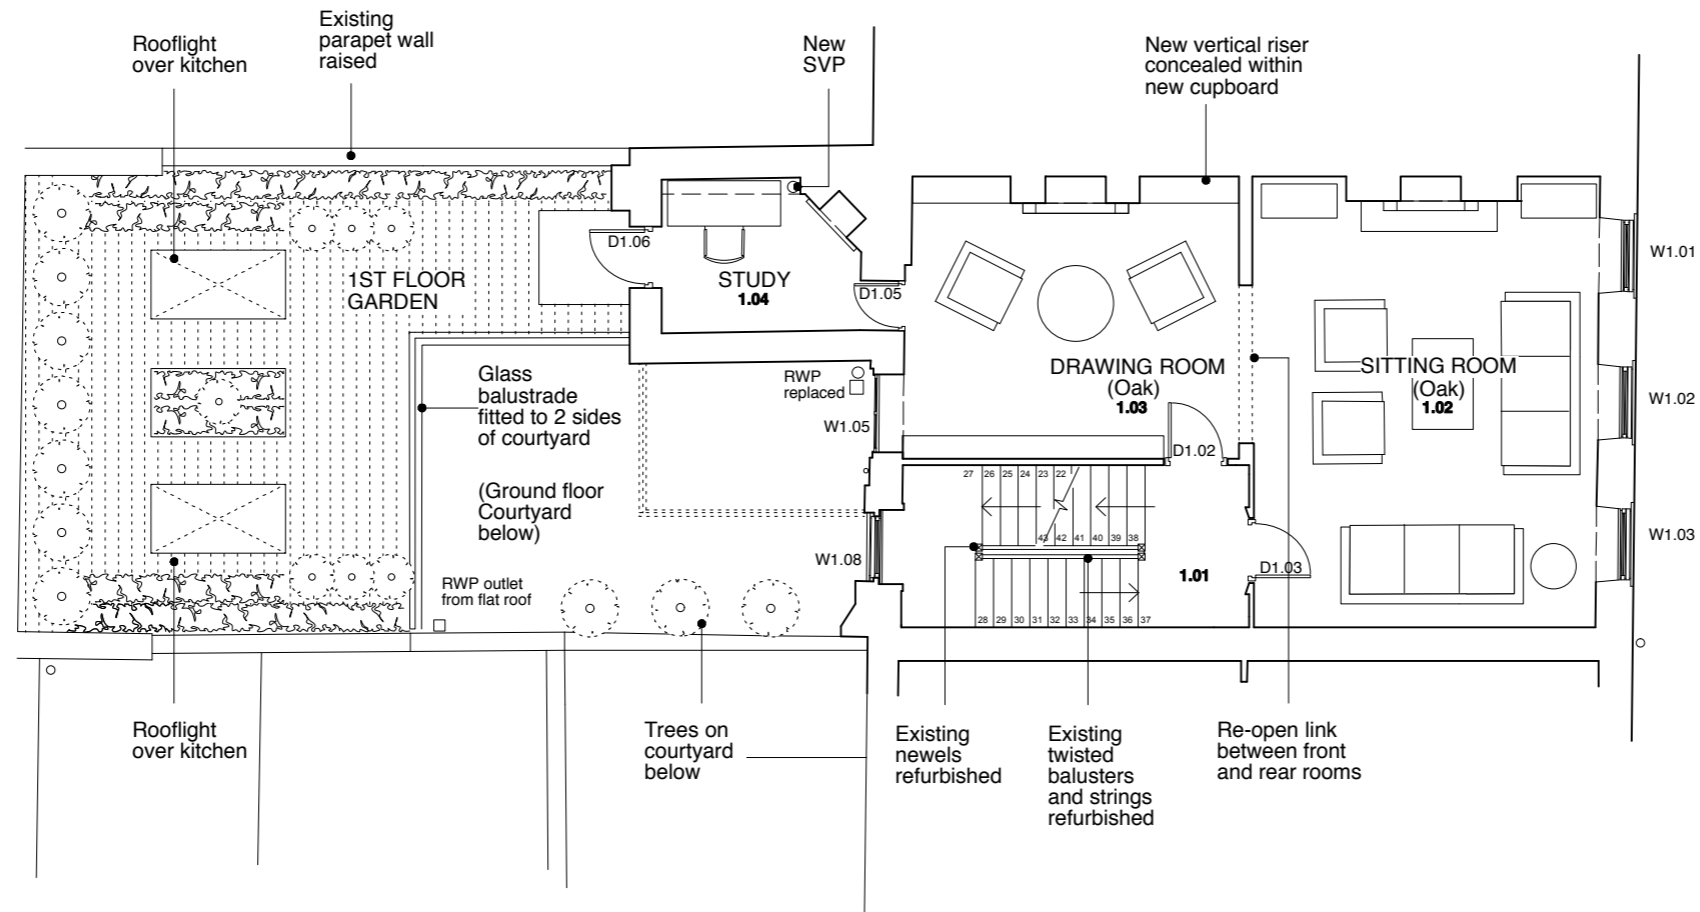 Existing
parapet wall
raised
Rooflight
over kitchen
New
SVP
New vertical riser
concealed within
new cupboard
D1.06
1ST FLOOR
GARDEN
STUDY
1.04
D1.05
W1.01
Glass
balustrade
fitted to 2 sides
of courtyard
(Ground floor
Courtyard
below)
RWP
replaced
W1.05
DRAWING ROOM
(Oak)
1.03
SITTING ROOM
(Oak)
1.02
W1.02
D1.02
27 26 25 24 23 22
43 42 41 40 39 38
W1.08
1.01
D1.03
W1.03
RWP outlet
from flat roof
28 29 30 31 32 33 34 35 36 37
Rooflight
over kitchen
Trees on
courtyard
below
Existing
newels
refurbished
Existing
twisted
balusters
and strings
refurbished
Re-open link
between front
and rear rooms